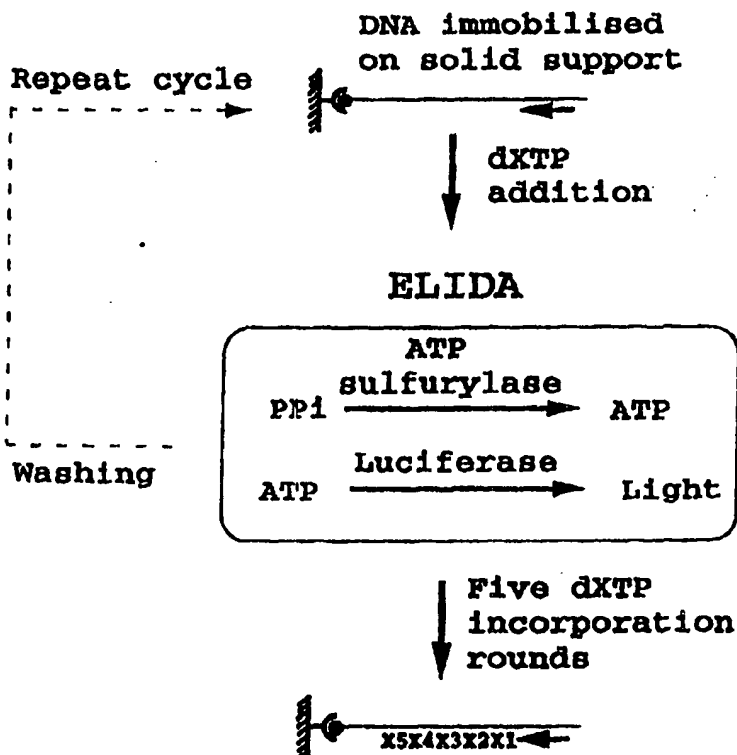 DNA immobilised
on solid support
Repeat cycle
dXTP
addition
ELIDA
ATP
sulfurylase
PPi
ATP
Luciferase
ATP
Light
Washing
Five dXTP
incorporation
rounds
X5X4X3X2X1